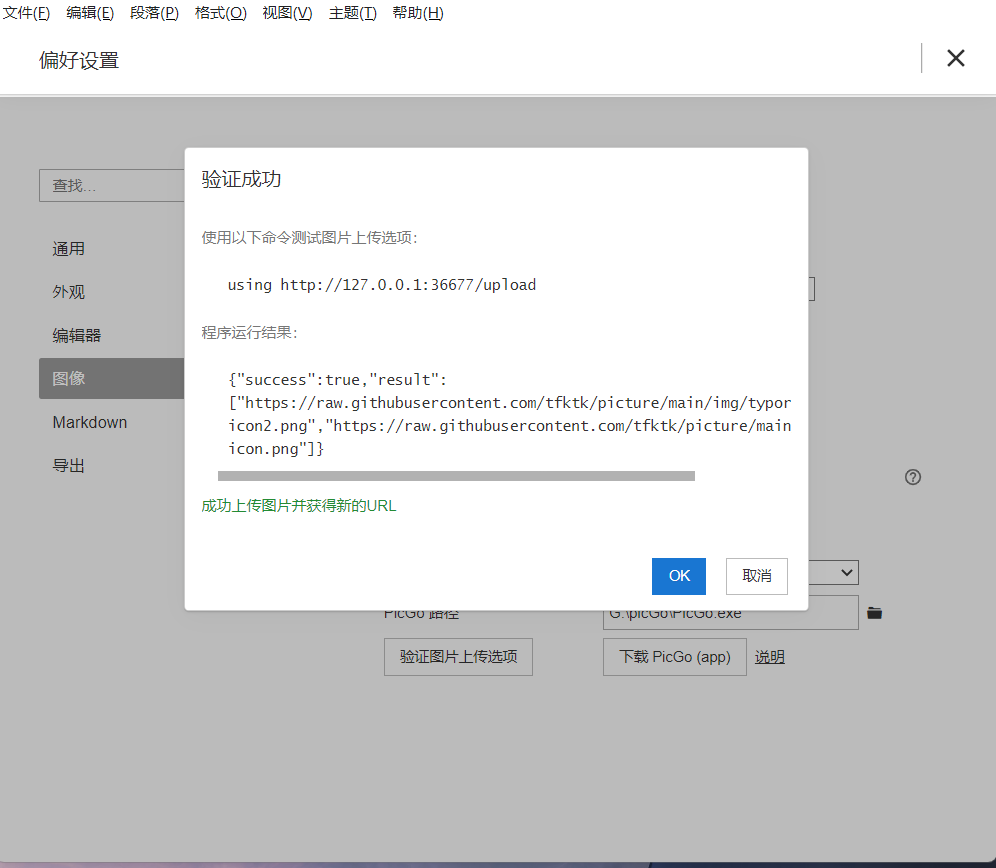 文件(F) 编辑(E) 段落(P) 格式(O) 视图(V) 主题(T) 帮助(H)
偏好设置
查找...
通用
外观
编辑器
图像
Markdown
导出
验证成功
使用以下命令测试图片上传选项:
using http://127.0.0.1:36677/upload
程序运行结果:
{"success":true,"result":
["https://raw.githubusercontent.com/tfktk/picture/main/img/typor
icon2.png","https://raw.githubusercontent.com/tfktk/picture/main
icon.png"]}
成功上传图片并获得新的URL
OK 取消
PicGo 路径 G:\picGo\PicGo.exe
验证图片上传选项 下载 PicGo (app) 说明